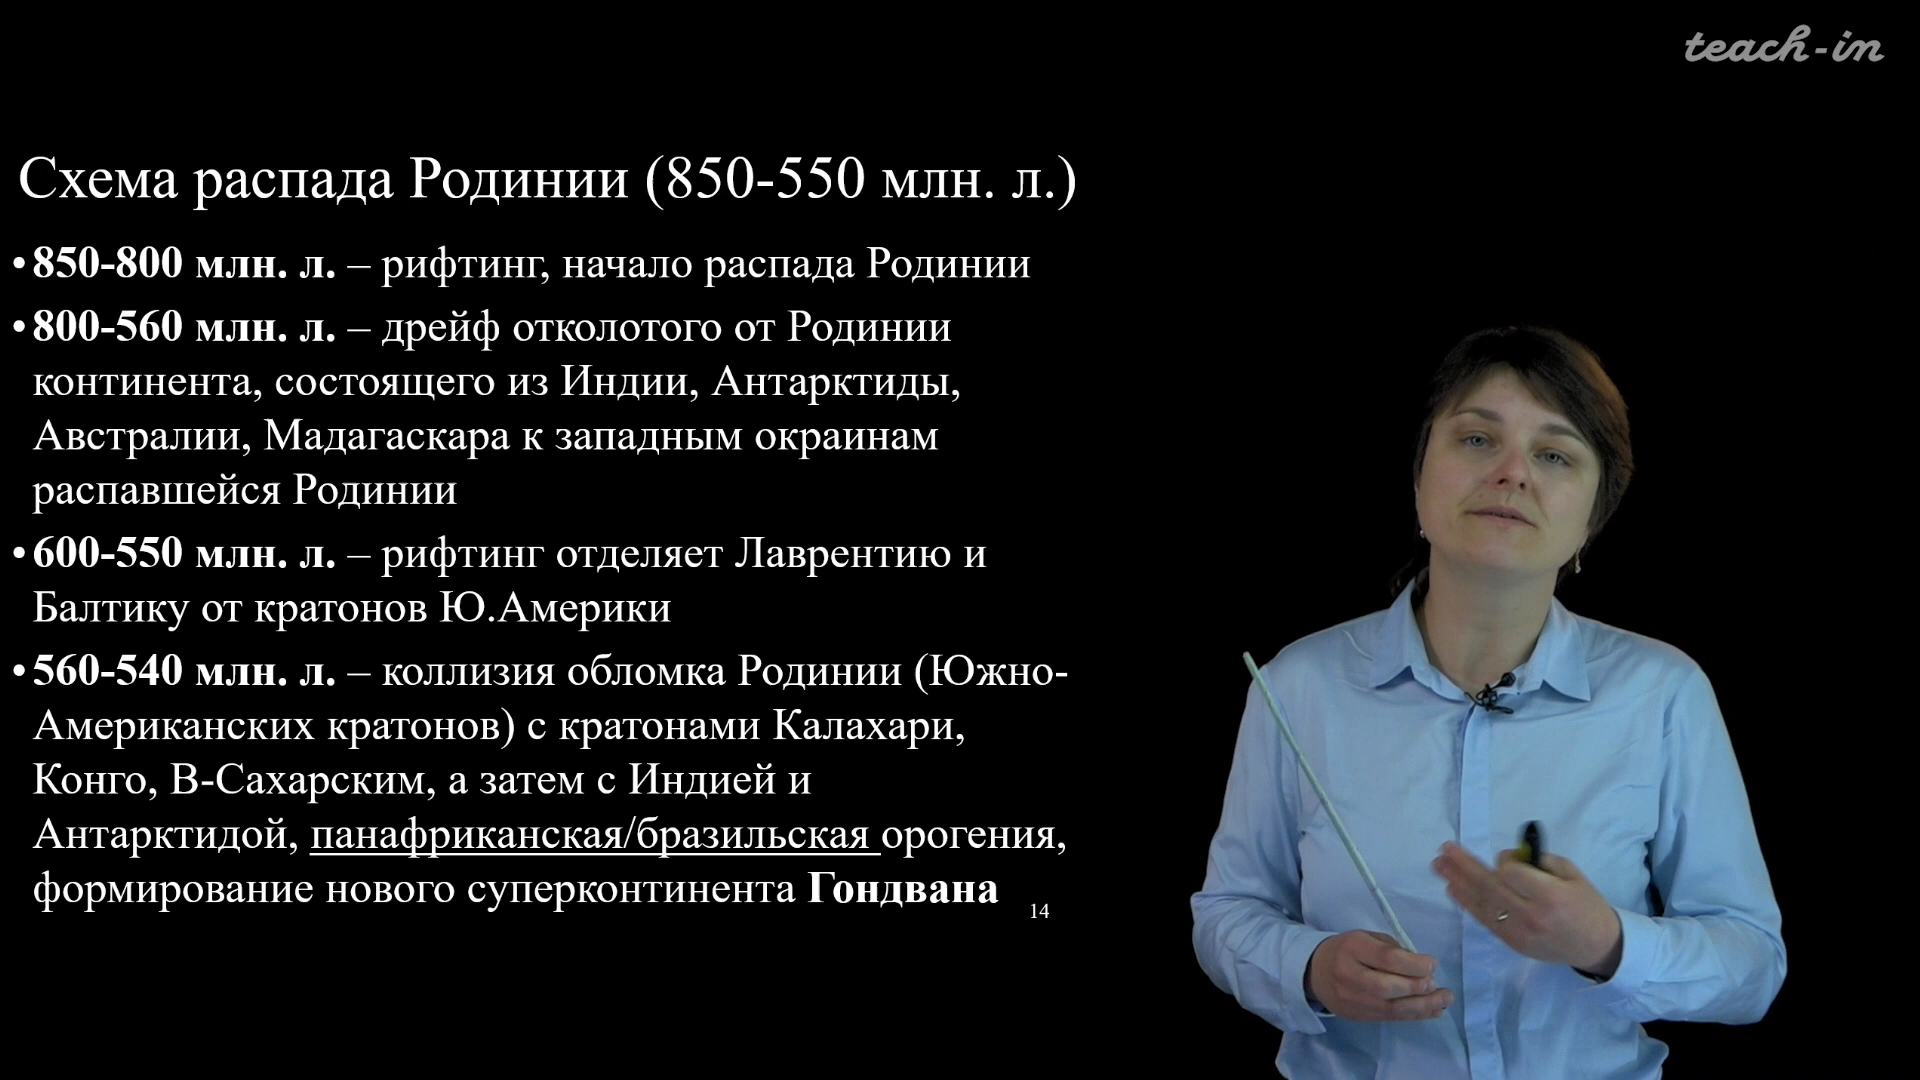 teach-in
Схема распада Родинии (850-550 млн. л.)
•850-800 млн. л. – рифтинг, начало распада Родинии
•800-560 млн. л. – дрейф отколотого от Родинии
континента, состоящего из Индии, Антарктиды,
Австралии, Мадагаскара к западным окраинам
распавшейся Родинии
•600-550 млн. л. – рифтинг отделяет Лаврентию и
Балтику от кратонов Ю.Америки
•560-540 млн. л. – коллизия обломка Родинии (Южно-
Американских кратонов) с кратонами Калахари,
Конго, В-Сахарским, а затем с Индией и
Антарктидой, панафриканская/бразильская орогения,
формирование нового суперконтинента Гондвана
14